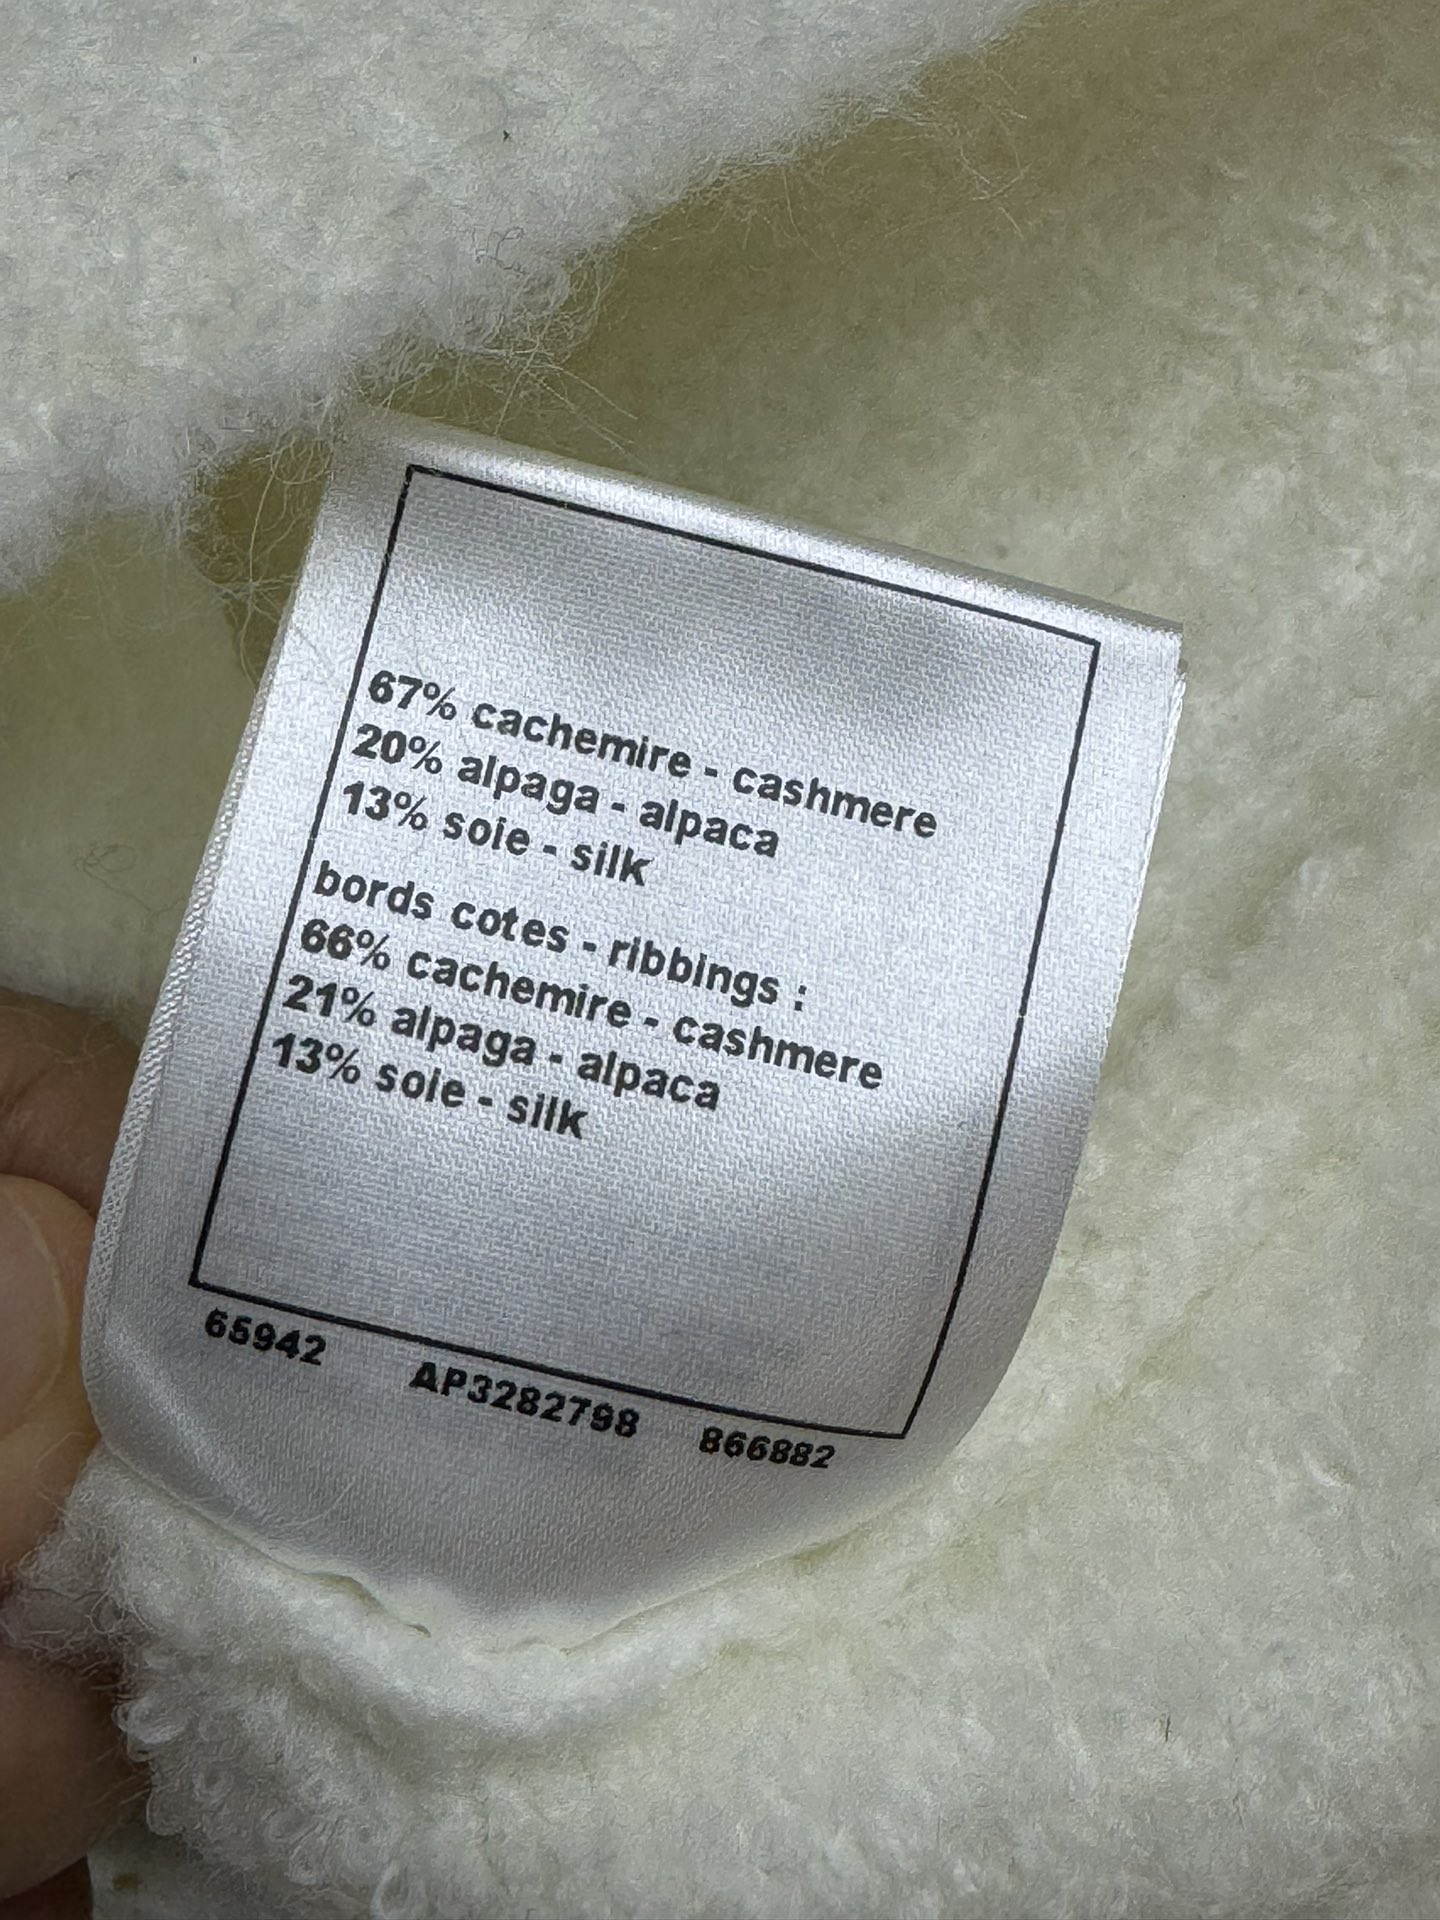 67% cachemire - cashmere
20% alpaga - alpaca
13% soie - silk
bords cotes - ribbings :
66% cachemire - cashmere
21% alpaga - alpaca
13% soie - silk
65942 AP3282798 866882